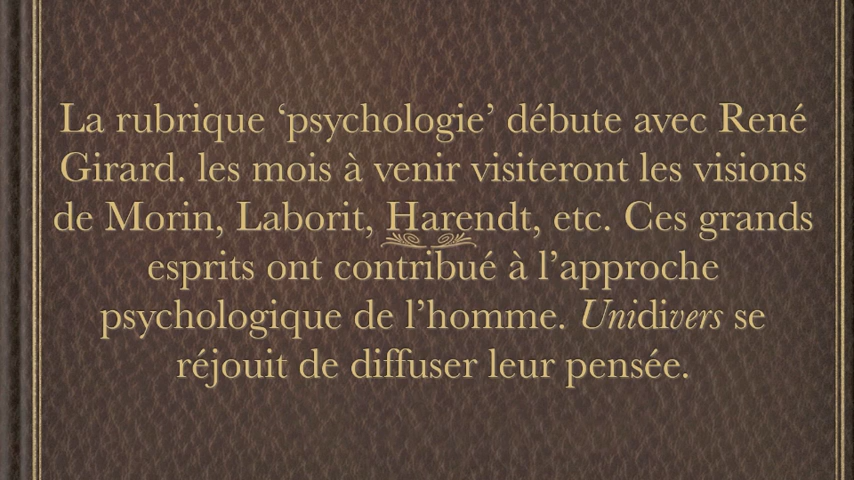 La rubrique ‘psychologie’ débute avec René
Girard. les mois à venir visiteront les visions
de Morin, Laborit, Harendt, etc. Ces grands
esprits ont contribué à l’approche
psychologique de l’homme. Unidivers se
réjouit de diffuser leur pensée.